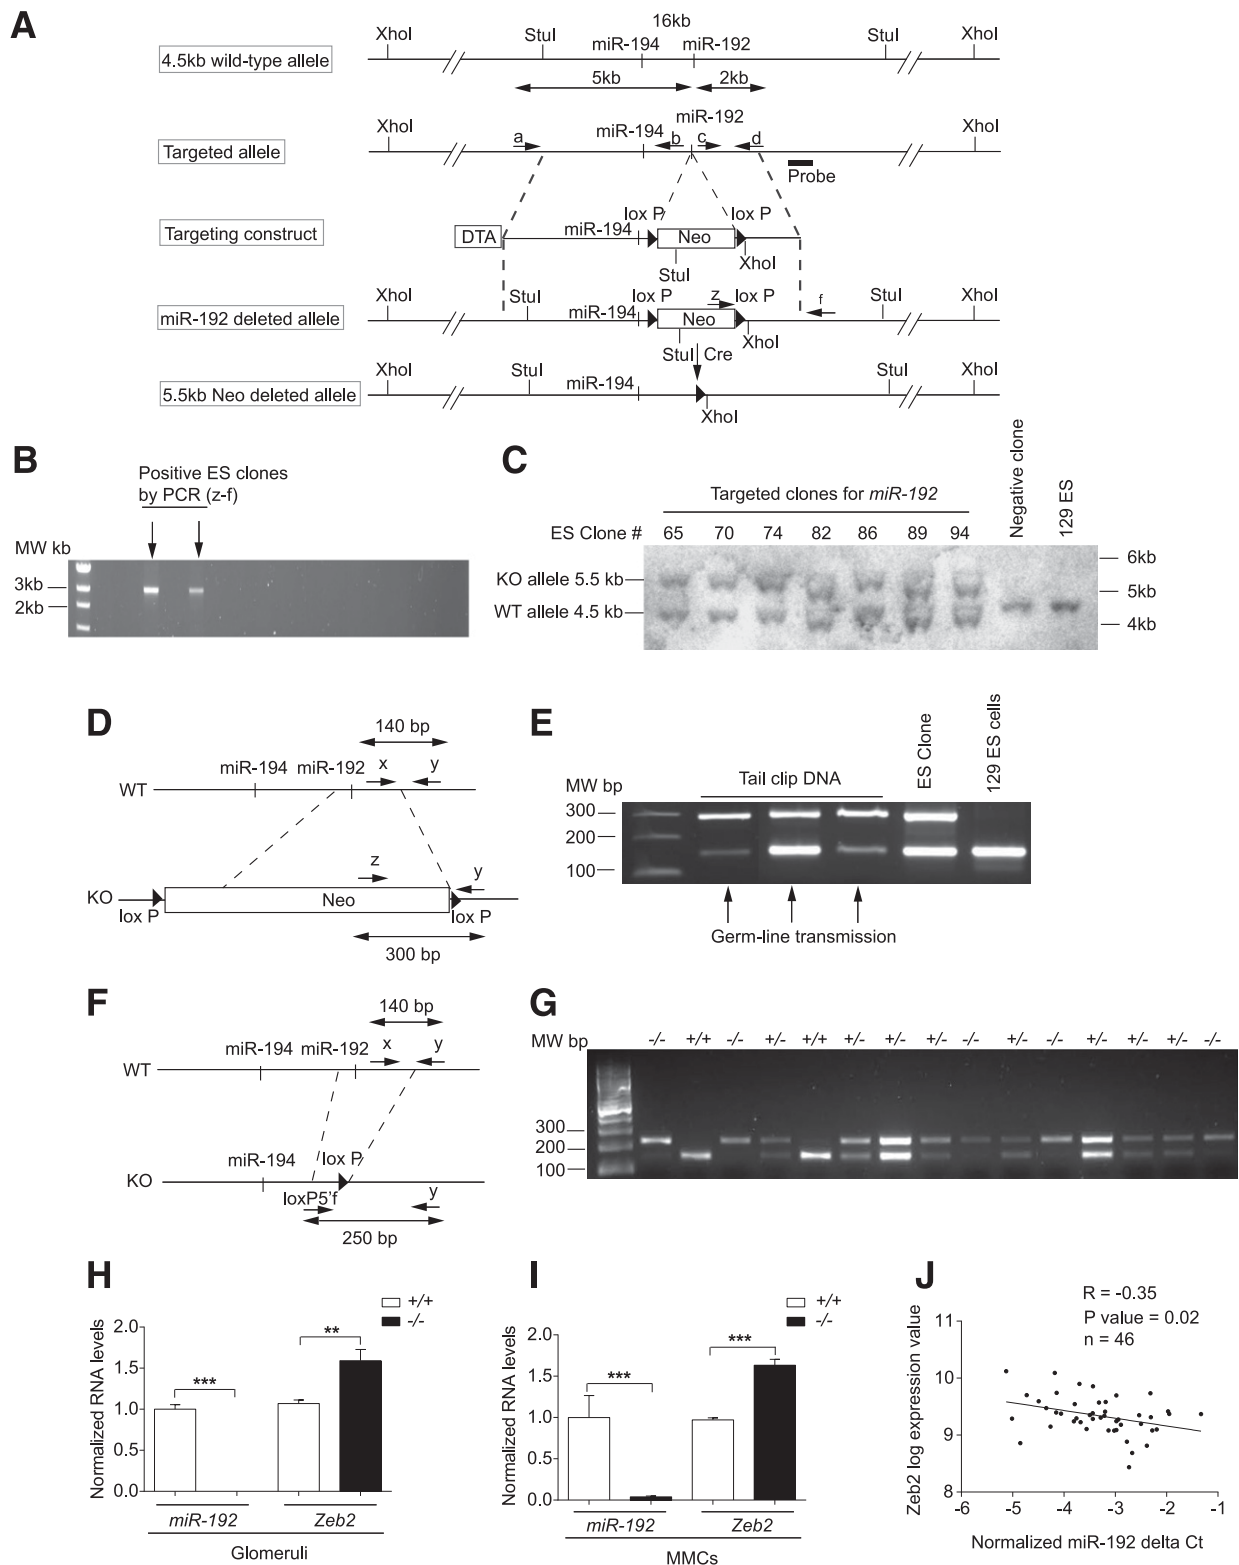 A
16kb
XhoI
StuI
miR-194
miR-192
StuI
XhoI
4.5kb wild-type allele
5kb
2kb
miR-192
XhoI
a
miR-194
b
c
d
XhoI
Targeted allele
Probe
lox P
lox P
Targeting construct
DTA
miR-194
Neo
StuI
XhoI
XhoI
StuI
lox P
z
lox P
f
StuI
XhoI
miR-192 deleted allele
miR-194
Neo
XhoI
StuI
Cre
XhoI
StuI
StuI
XhoI
5.5kb Neo deleted allele
miR-194
XhoI
B
Positive ES clones
by PCR (z-f)
MW kb
3kb
2kb
C
Targeted clones for miR-192
Negative clone
129 ES
ES Clone #
65 70 74 82 86 89 94
KO allele 5.5 kb
WT allele 4.5 kb
6kb
5kb
4kb
D
140 bp
miR-194
miR-192
x
y
WT
z
y
KO
Neo
lox P
lox P
300 bp
E
MW bp
Tail clip DNA
ES Clone
129 ES cells
300
200
100
Germ-line transmission
F
140 bp
miR-194
miR-192
x
y
WT
miR-194
lox P
KO
loxP5'f
y
250 bp
G
MW bp
-/- +/+ -/- +/- +/+ +/- +/- +/- -/- +/- -/- +/- +/- +/- -/-
300
200
100
H
+/+
-/-
Normalized RNA levels
2.0
1.5
1.0
0.5
0.0
***
**
miR-192
Zeb2
Glomeruli
I
+/+
-/-
Normalized RNA levels
2.0
1.5
1.0
0.5
0.0
***
***
miR-192
Zeb2
MMCs
J
R = -0.35
P value = 0.02
n = 46
Zeb2 log expression value
11
10
9
8
-6 -5 -4 -3 -2 -1
Normalized miR-192 delta Ct